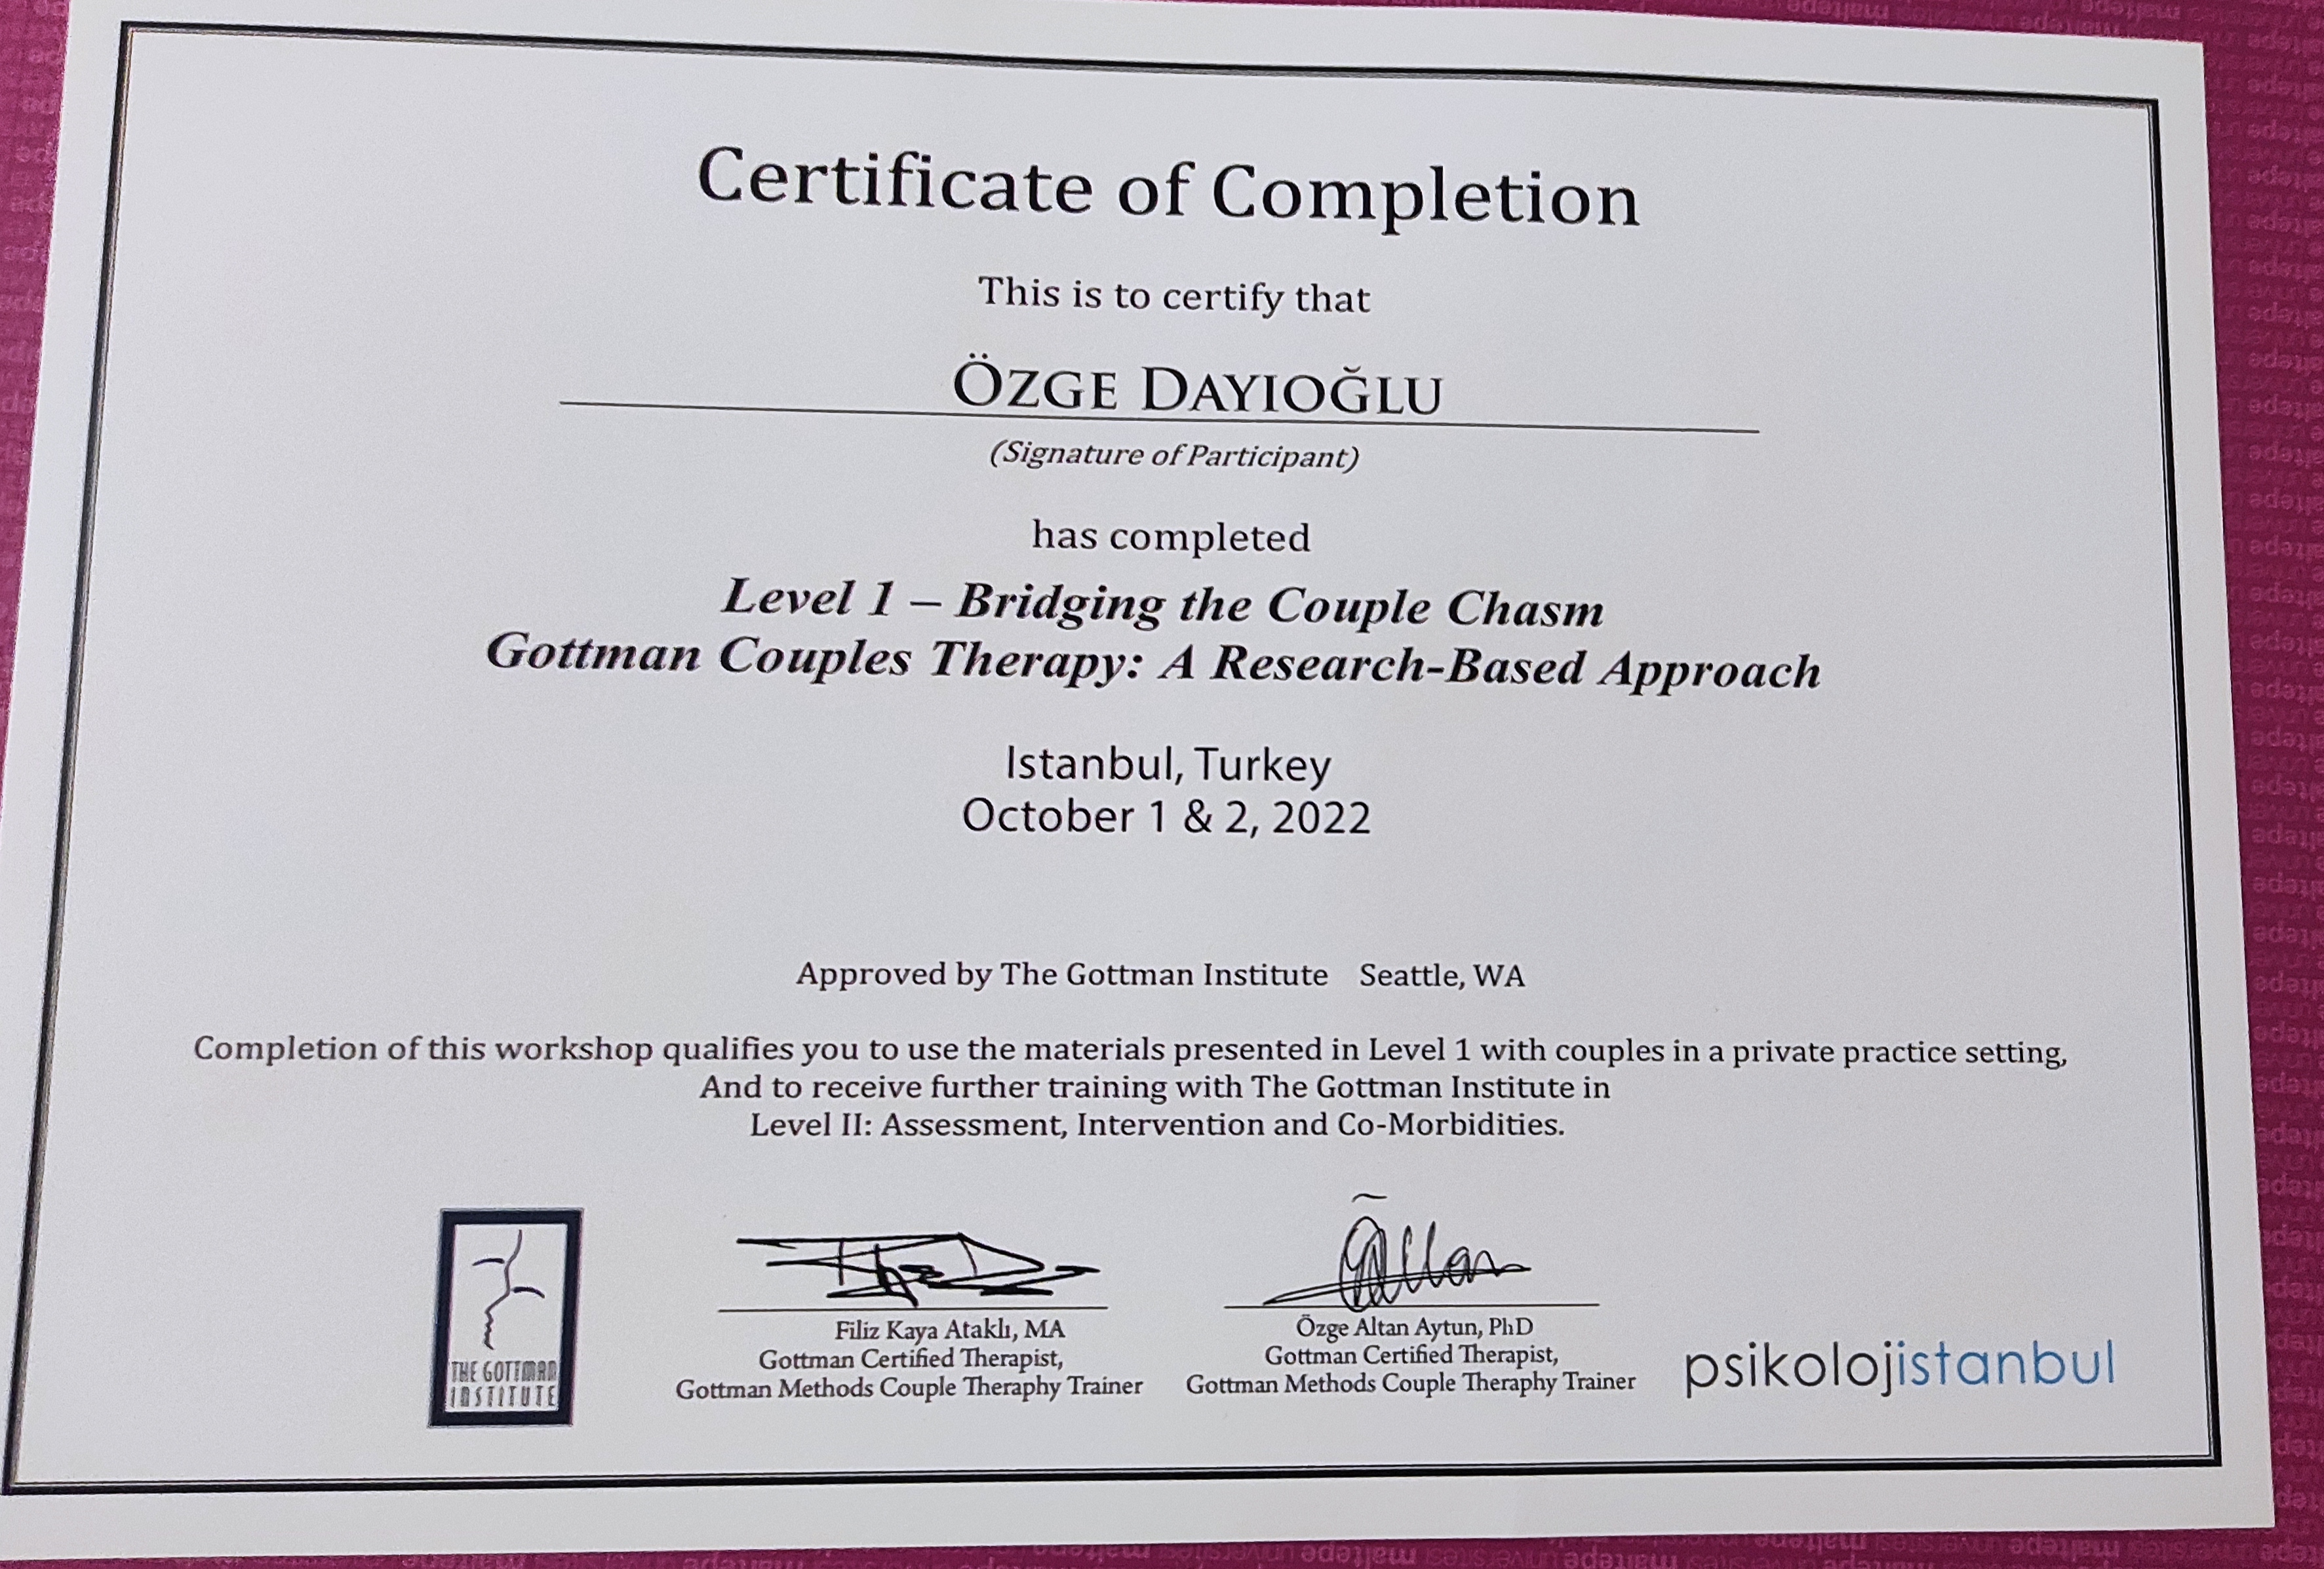 Certificate of Completion
This is to certify that
ÖZGE DAYIOĞLU
(Signature of Participant)
has completed
Level 1 – Bridging the Couple Chasm
Gottman Couples Therapy: A Research-Based Approach
Istanbul, Turkey
October 1 & 2, 2022
Approved by The Gottman Institute Seattle, WA
Completion of this workshop qualifies you to use the materials presented in Level 1 with couples in a private practice setting,
And to receive further training with The Gottman Institute in
Level II: Assessment, Intervention and Co-Morbidities.
THE GOTTMAN
INSTITUTE
Filiz Kaya Ataklı, MA
Gottman Certified Therapist,
Gottman Methods Couple Theraphy Trainer
Özge Altan Aytun, PhD
Gottman Certified Therapist,
Gottman Methods Couple Theraphy Trainer
psikolojistanbul
maltepe üniversitesi maltepe üniversitesi maltepe